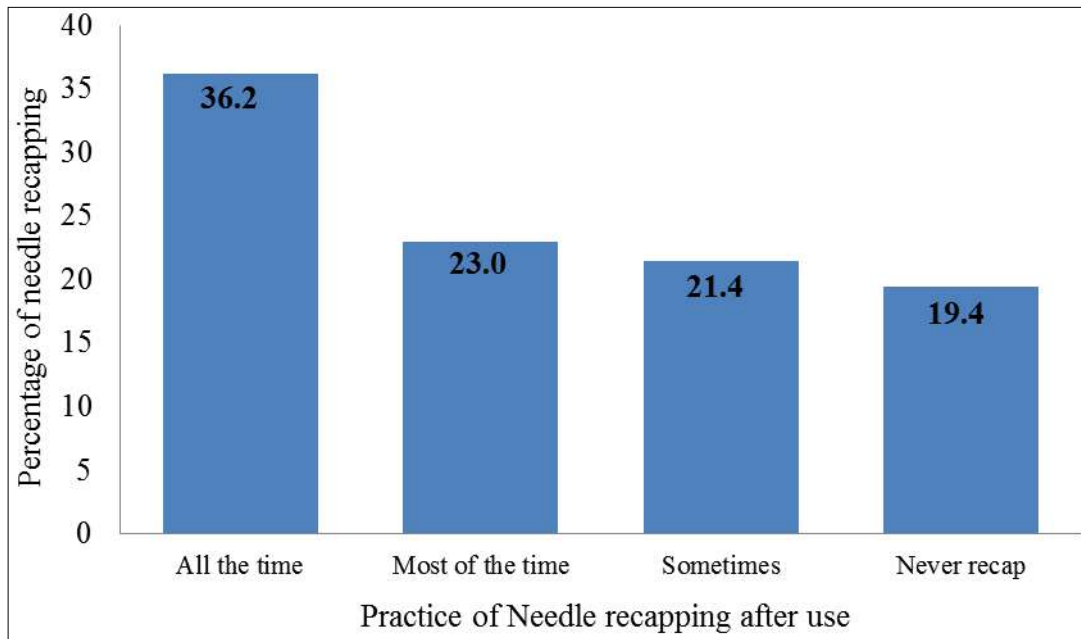 Percentage of needle recapping
40
35
30
25
20
15
10
5
0
36.2
23.0
21.4
19.4
All the time
Most of the time
Sometimes
Never recap
Practice of Needle recapping after use